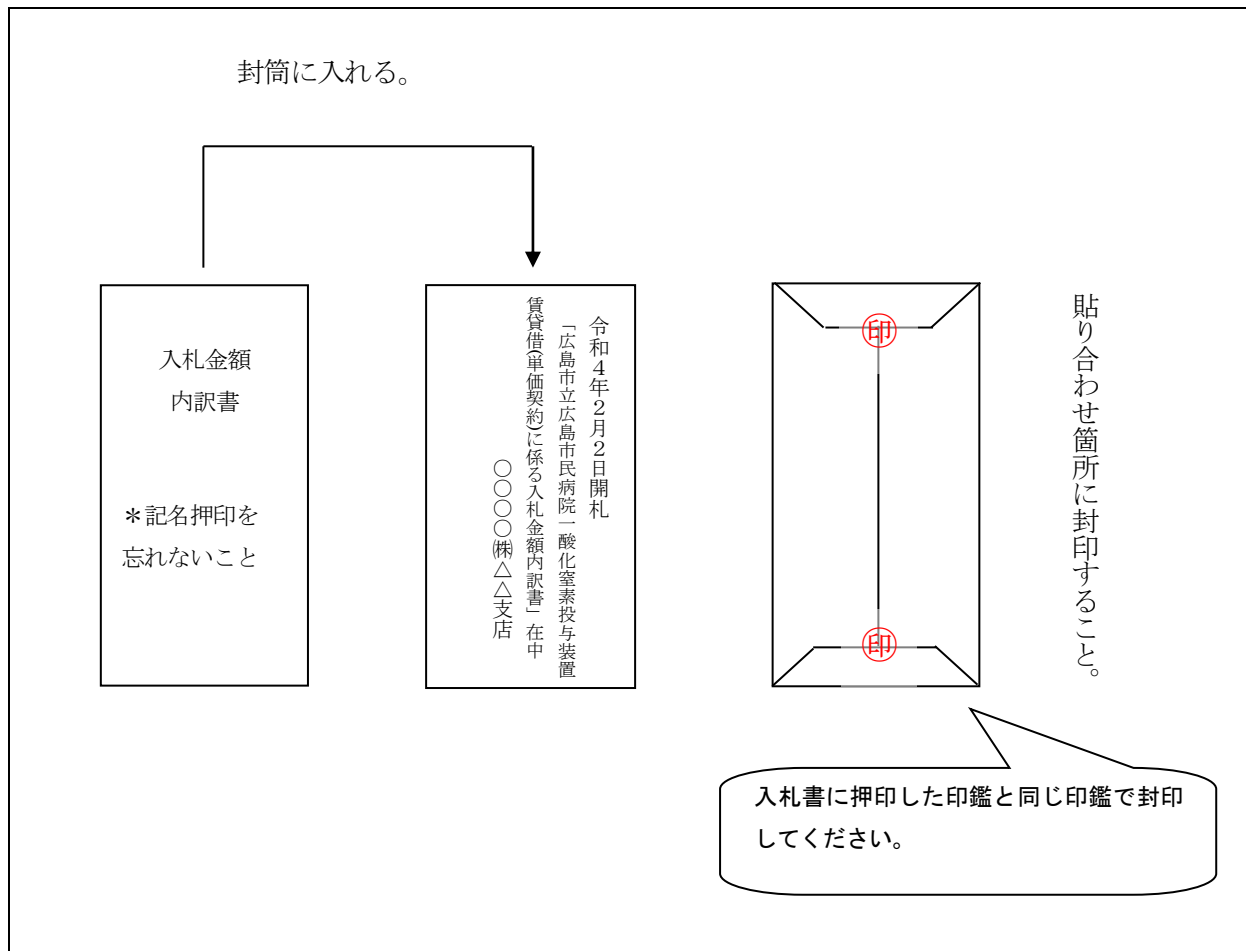 封筒に入れる。
入札金額
内訳書
＊記名押印を
忘れないこと
令和４年２月２日開札
「広島市立広島市民病院一酸化窒素投与装置
賃貸借(単価契約)に係る入札金額内訳書」在中
〇〇〇〇㈱△△支店
印
印
貼り合わせ箇所に封印すること。
入札書に押印した印鑑と同じ印鑑で封印
してください。